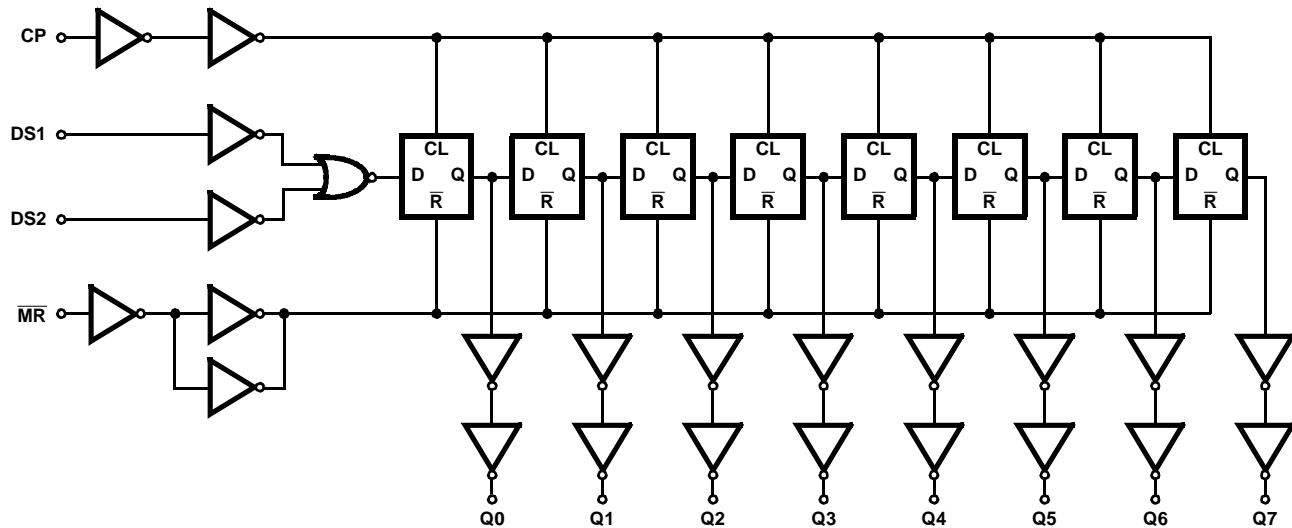 CP
DS1
DS2
M̅R̅
CL CL CL CL CL CL CL CL
D Q D Q D Q D Q D Q D Q D Q D Q
R̅ R̅ R̅ R̅ R̅ R̅ R̅ R̅
Q0 Q1 Q2 Q3 Q4 Q5 Q6 Q7